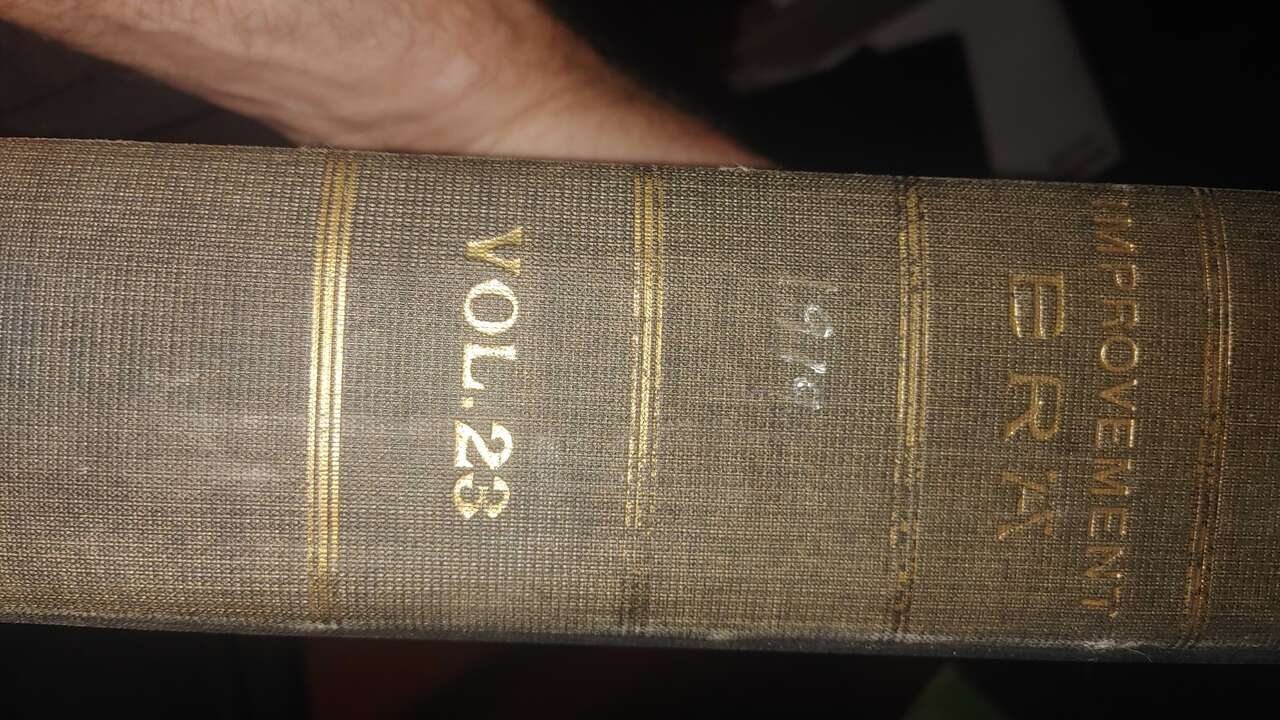 IMPROVEMENT
ERA
VOL. 23